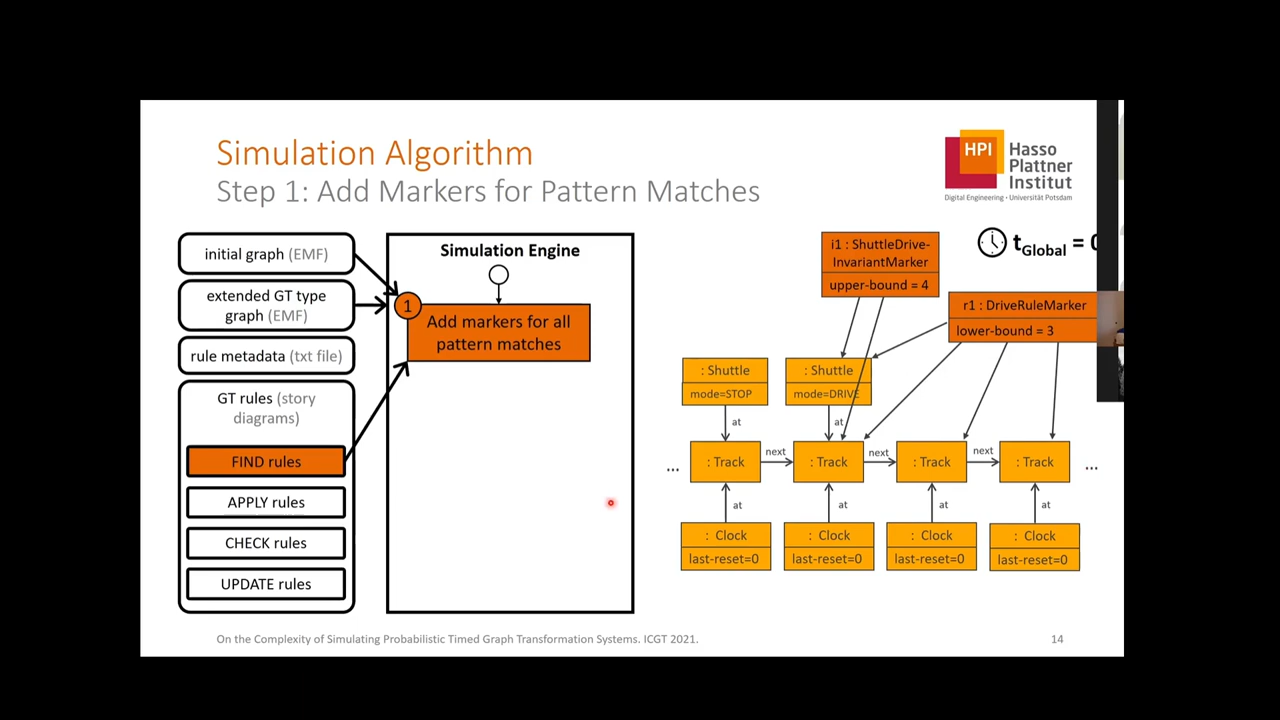 Simulation Algorithm
Step 1: Add Markers for Pattern Matches
HPI
Hasso
Plattner
Institut
Digital Engineering • Universität Potsdam
initial graph (EMF)
extended GT type
graph (EMF)
rule metadata (txt file)
GT rules (story
diagrams)
FIND rules
APPLY rules
CHECK rules
UPDATE rules
Simulation Engine
1
Add markers for all
pattern matches
tGlobal = 0
i1 : ShuttleDrive-
InvariantMarker
upper-bound = 4
r1 : DriveRuleMarker
lower-bound = 3
: Shuttle
mode=STOP
: Shuttle
mode=DRIVE
at
at
... : Track next : Track next : Track next : Track ...
at at at at
: Clock : Clock : Clock : Clock
last-reset=0 last-reset=0 last-reset=0 last-reset=0
On the Complexity of Simulating Probabilistic Timed Graph Transformation Systems. ICGT 2021.
14